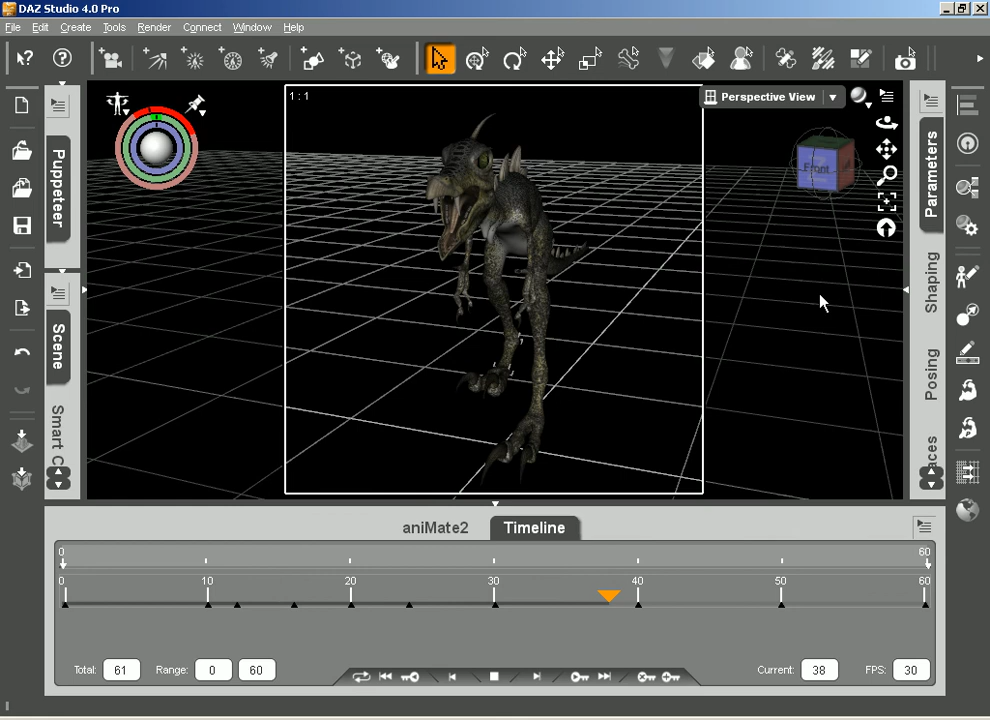 DAZ Studio 4.0 Pro
File Edit Create Tools Render Connect Window Help
1:1
Perspective View
Front
Puppeteer
Scene
Smart C
Parameters
Shaping
Posing
aces
aniMate2 Timeline
0 60
0 10 20 30 40 50 60
Total: 61 Range: 0 60 Current: 38 FPS: 30